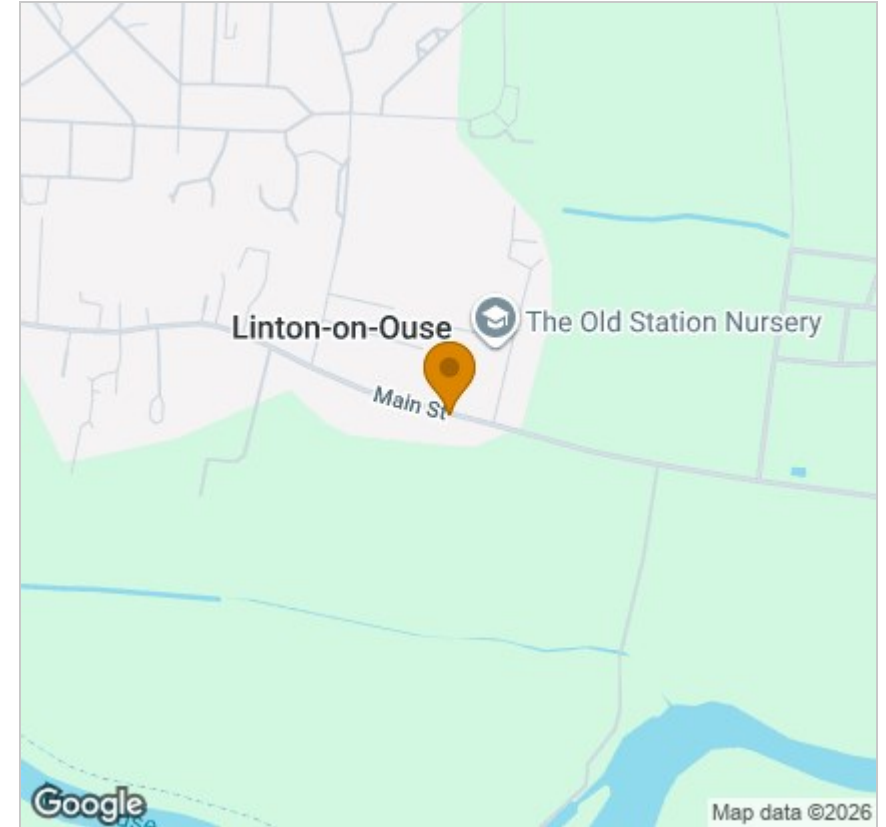 Linton-on-Ouse
The Old Station Nursery
Main St
Google
Map data ©2026